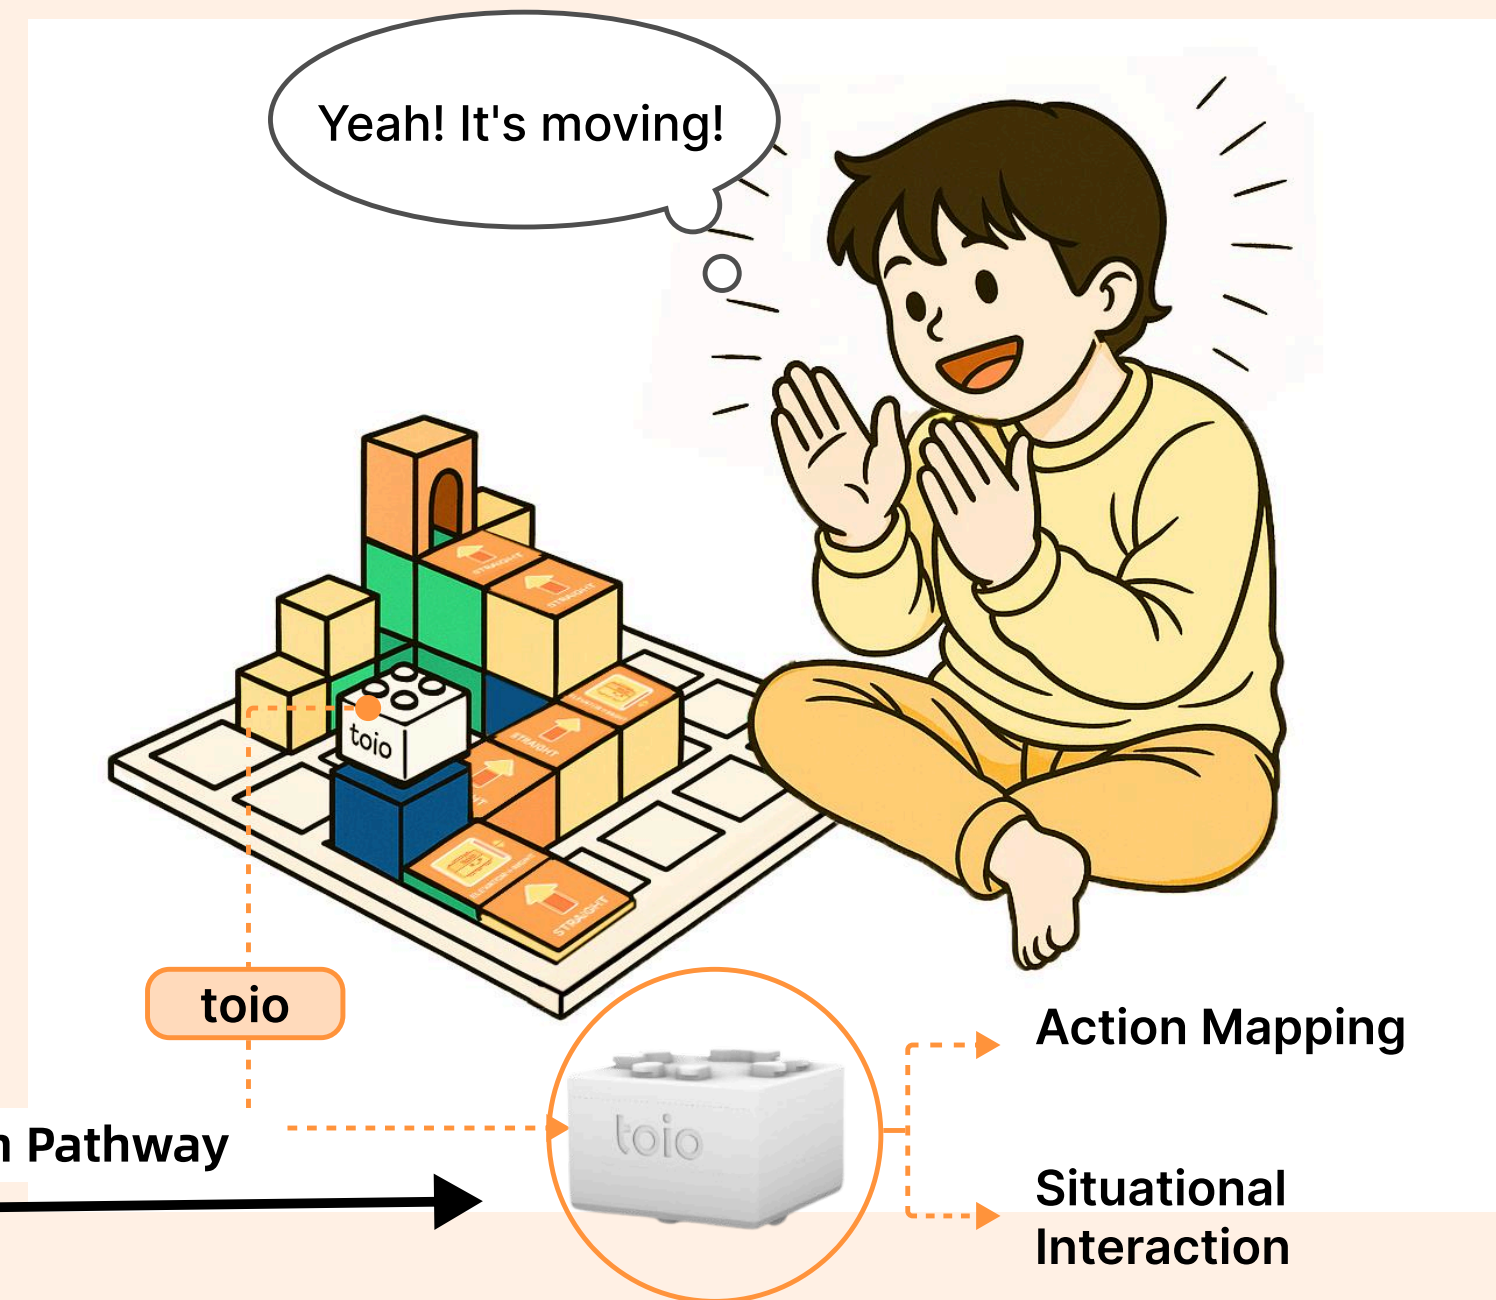 Yeah! It's moving!
STRAIGHT
STRAIGHT
STRAIGHT
toio
STRAIGHT
toio
Action Mapping
toio
Pathway
Situational
Interaction